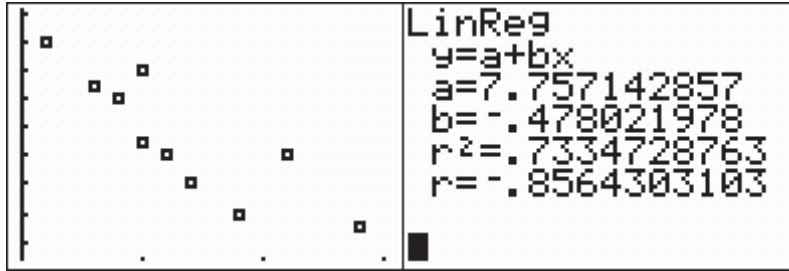 LinReg
y=a+bx
a=7.757142857
b=-.478021978
r²=.7334728763
r=-.8564303103